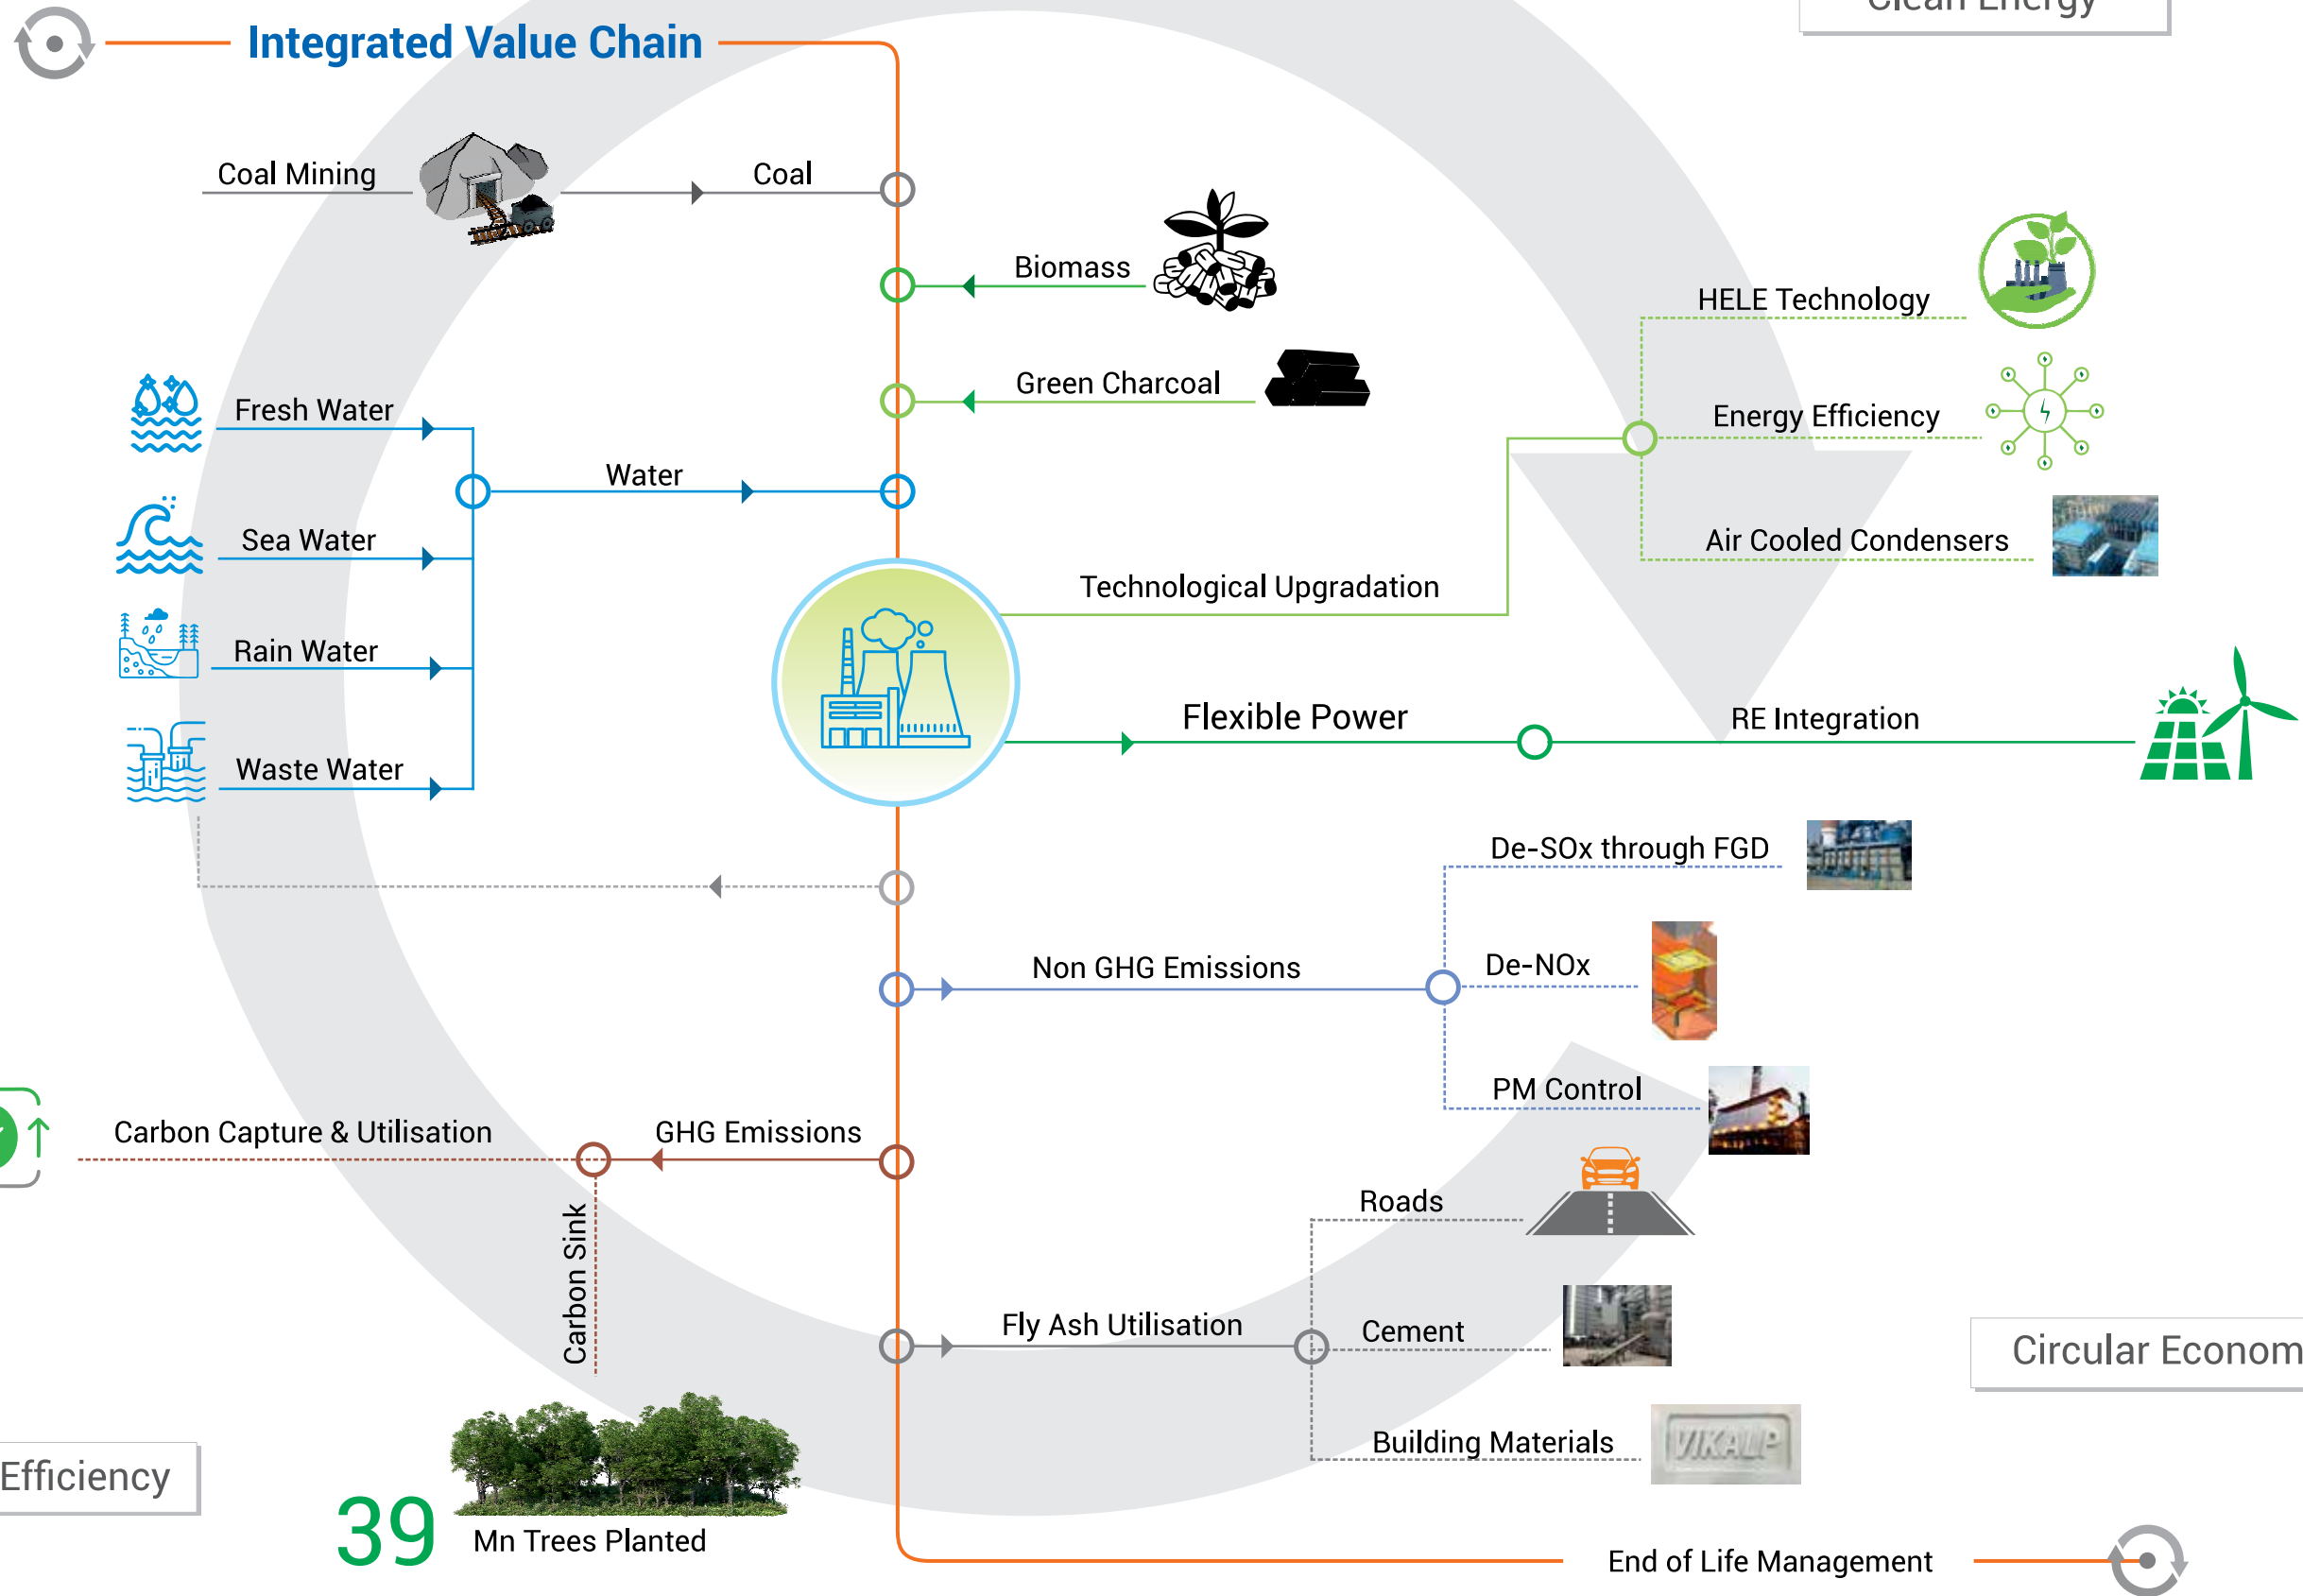 Clean Energy
Integrated Value Chain
Coal Mining
Coal
Biomass
HELE Technology
Green Charcoal
Fresh Water
Energy Efficiency
Water
Sea Water
Air Cooled Condensers
Technological Upgradation
Rain Water
Flexible Power
RE Integration
Waste Water
De-SOx through FGD
Non GHG Emissions
De-NOx
PM Control
Carbon Capture & Utilisation
GHG Emissions
Roads
Carbon Sink
Fly Ash Utilisation
Cement
Circular Econom
Building Materials
VIKALP
Efficiency
39
Mn Trees Planted
End of Life Management